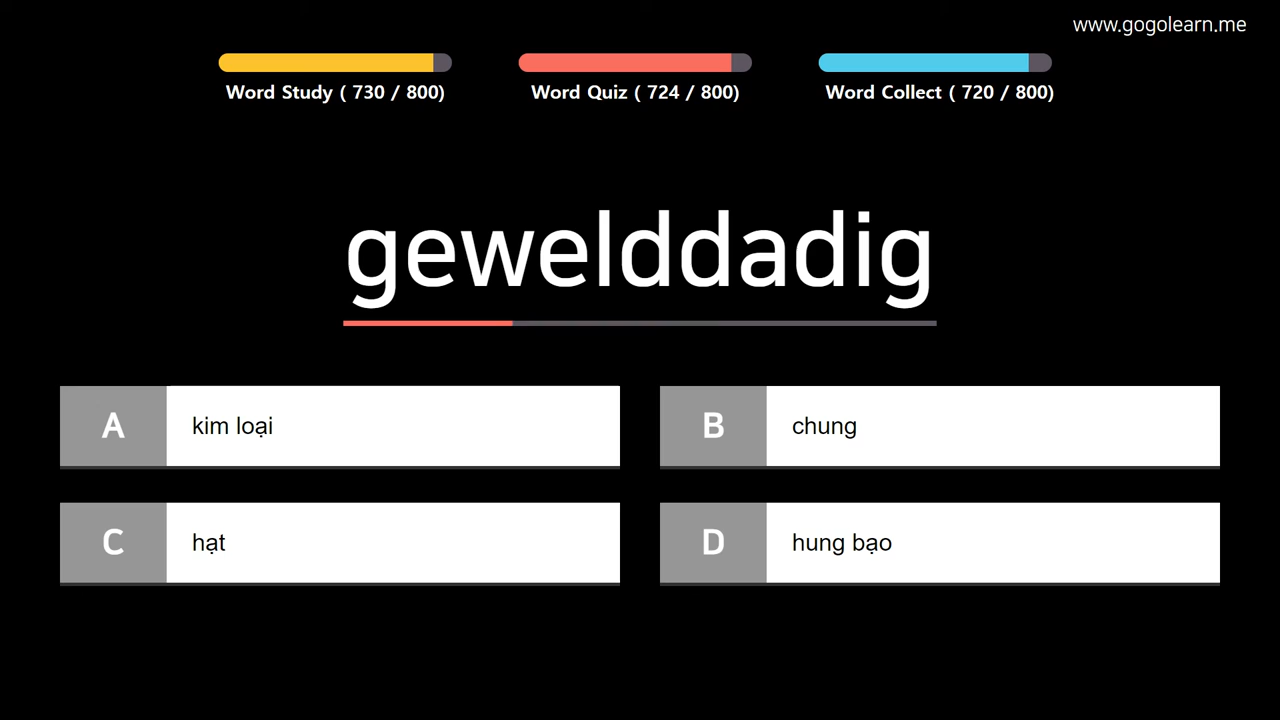 www.gogolearn.me
Word Study ( 730 / 800)
Word Quiz ( 724 / 800)
Word Collect ( 720 / 800)
gewelddadig
A
kim loại
B
chung
C
hạt
D
hung bạo